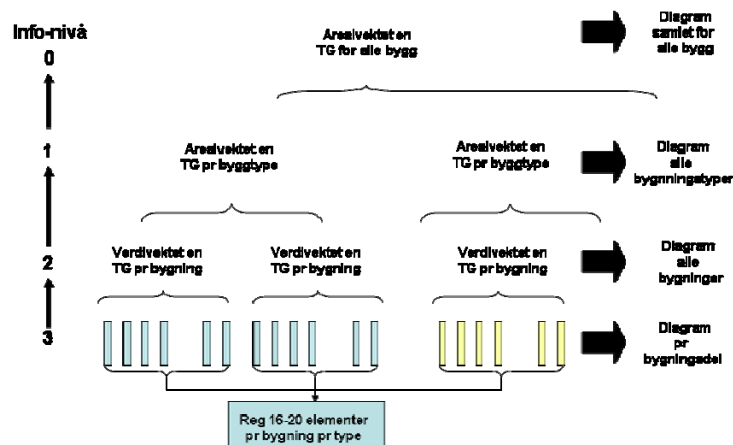 Info-nivå
0
Arealvektet en
TG for alle bygg
Diagram
samlet for
alle bygg
1
Arealvektet en
TG pr byggtype
Arealvektet en
TG pr byggtype
Diagram
alle
bygnningstyper
2
Verdivektet en
TG pr bygning
Verdivektet en
TG pr bygning
Verdivektet en
TG pr bygning
Diagram
alle
bygninger
3
Diagram
pr
bygningsdel
Reg 16-20 elementer
pr bygning pr type